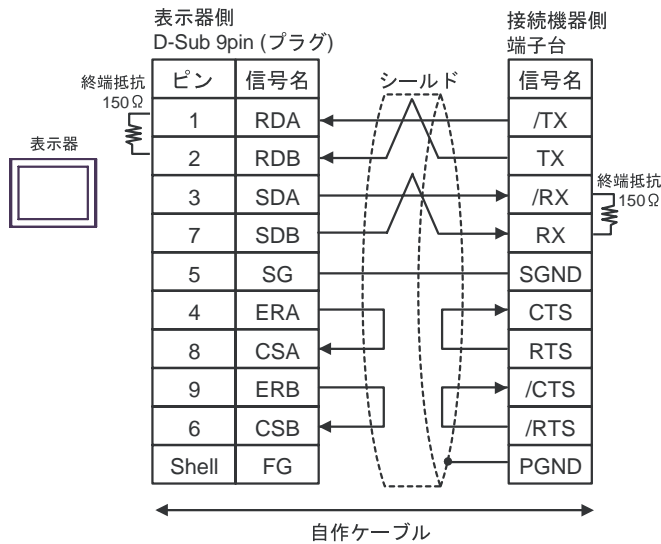 表示器側
D-Sub 9pin (プラグ)
接続機器側
端子台
終端抵抗
150Ω
表示器
ピン 信号名 シールド 信号名
1 RDA /TX
2 RDB TX
3 SDA /RX
7 SDB RX
終端抵抗
150Ω
5 SG SGND
4 ERA CTS
8 CSA RTS
9 ERB /CTS
6 CSB /RTS
Shell FG PGND
自作ケーブル